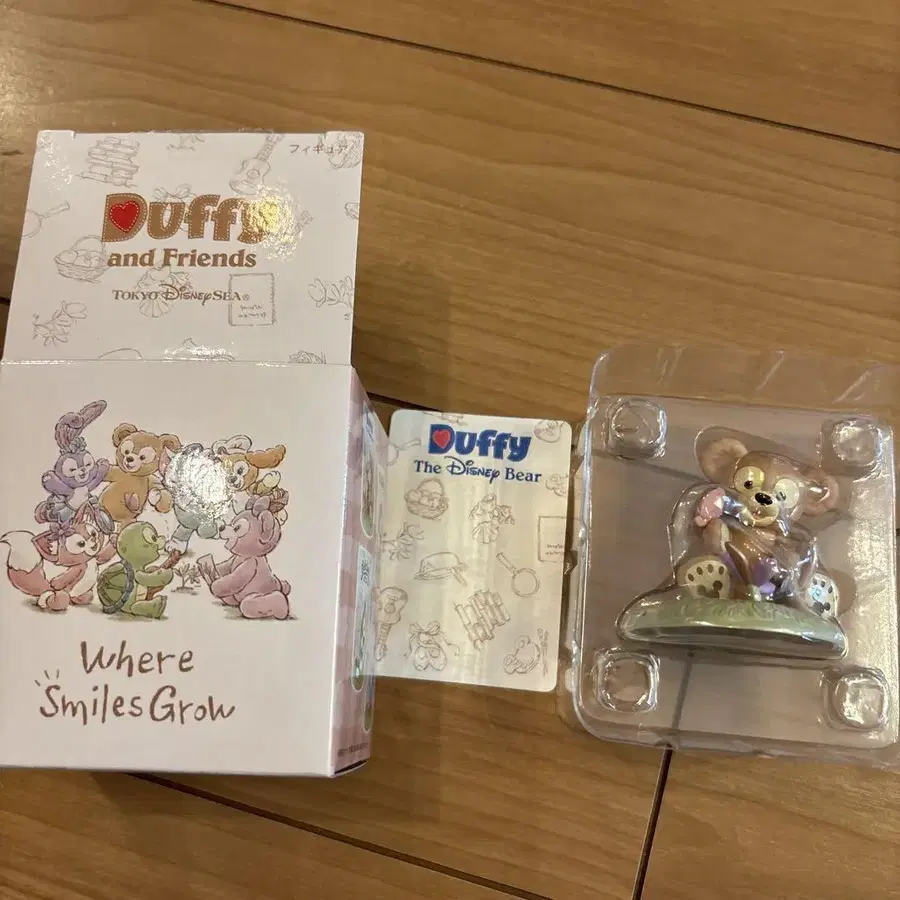 フィギュア
Duffy
and Friends
TOKYO DISNEYSEA®
Where
Smiles Grow
Duffy
The Disney Bear